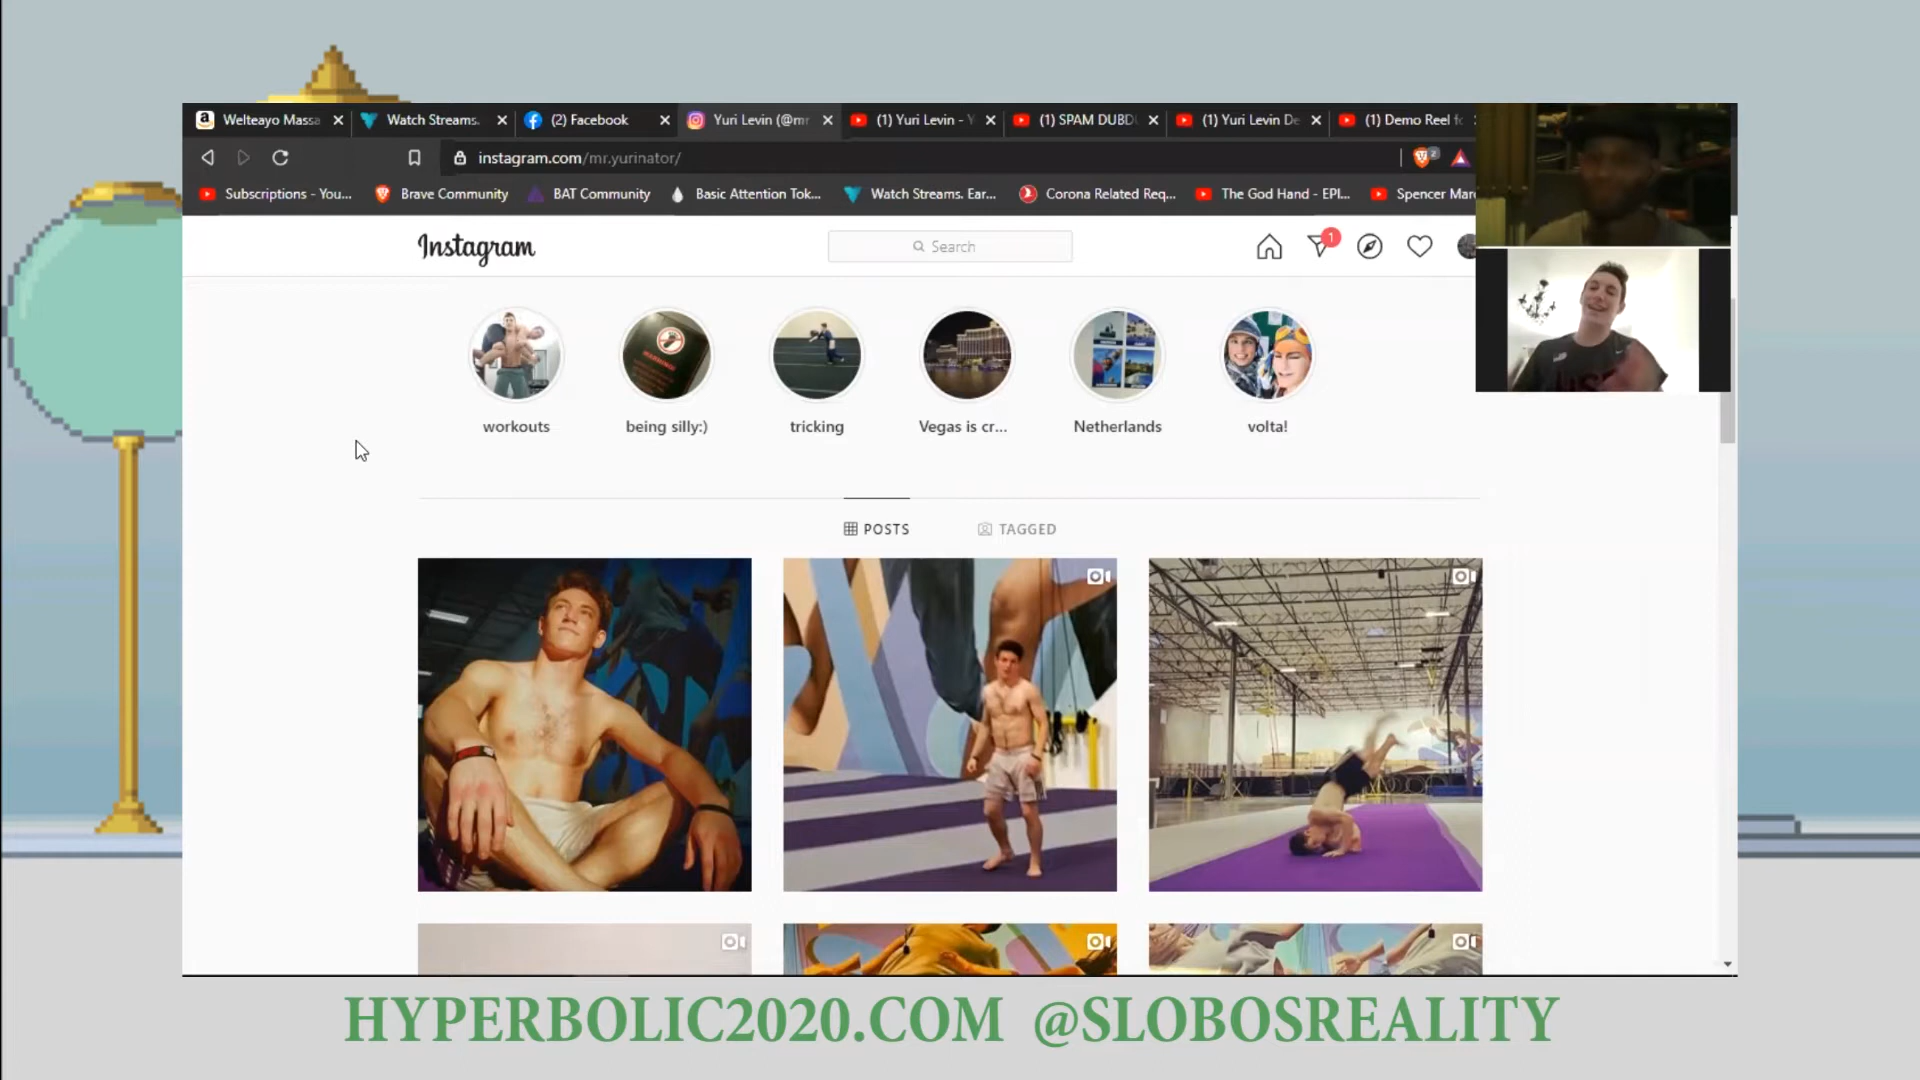 Welteayo Massa
Watch Streams.
(2) Facebook
Yuri Levin (@mr
(1) Yuri Levin - Y
(1) SPAM DUBD
(1) Yuri Levin De
(1) Demo Reel fo
instagram.com/mr.yurinator/
2
Subscriptions - You...
Brave Community
BAT Community
Basic Attention Tok...
Watch Streams. Ear...
Corona Related Req...
The God Hand - EPI...
Spencer Mar
Instagram
Search
1
workouts
being silly:)
tricking
Vegas is cr...
Netherlands
volta!
POSTS
TAGGED
HYPERBOLIC2020.COM @SLOBOSREALITY